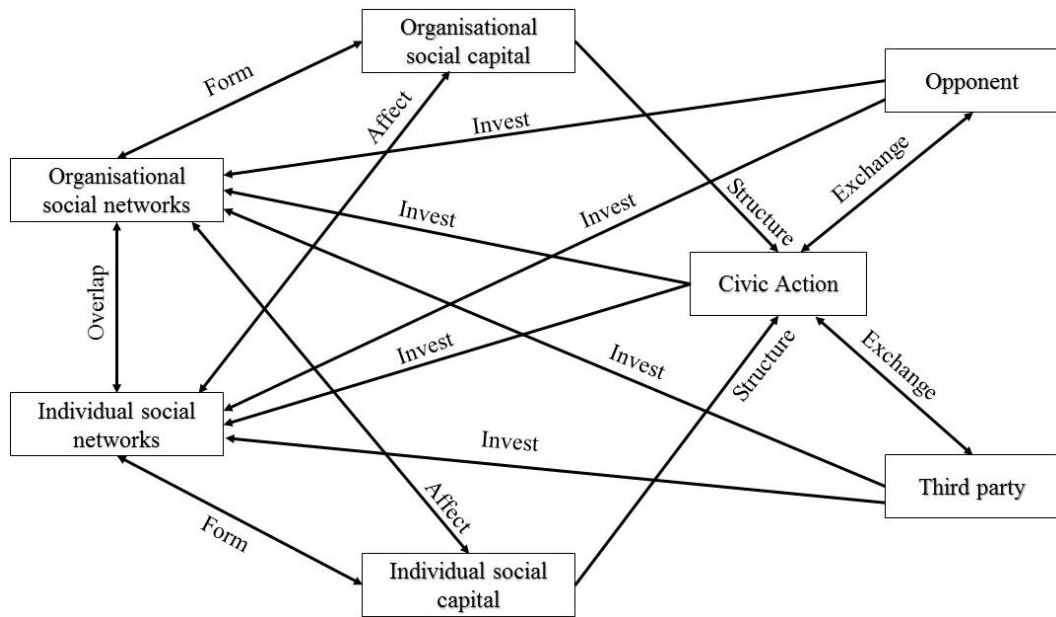 Organisational
social capital
Form
Affect
Opponent
Invest
Organisational
social networks
Invest
Invest
Structure
Exchange
Overlap
Civic Action
Invest
Structure
Exchange
Invest
Individual social
networks
Invest
Third party
Form
Affect
Individual social
capital